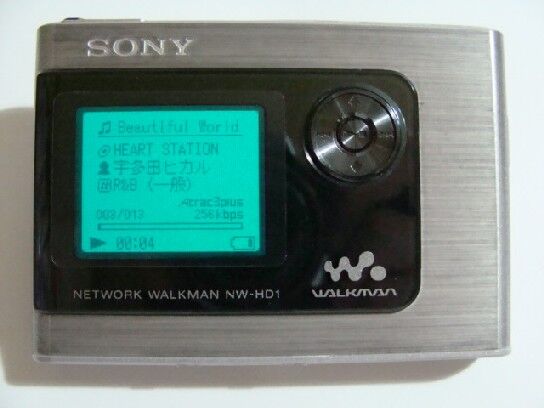 SONY
Beautiful World
HEART STATION
宇多田ヒカル
R&B (一般)
Atrac3plus
003/013 256kbps
00:04
NETWORK WALKMAN NW-HD1
WALKMAN